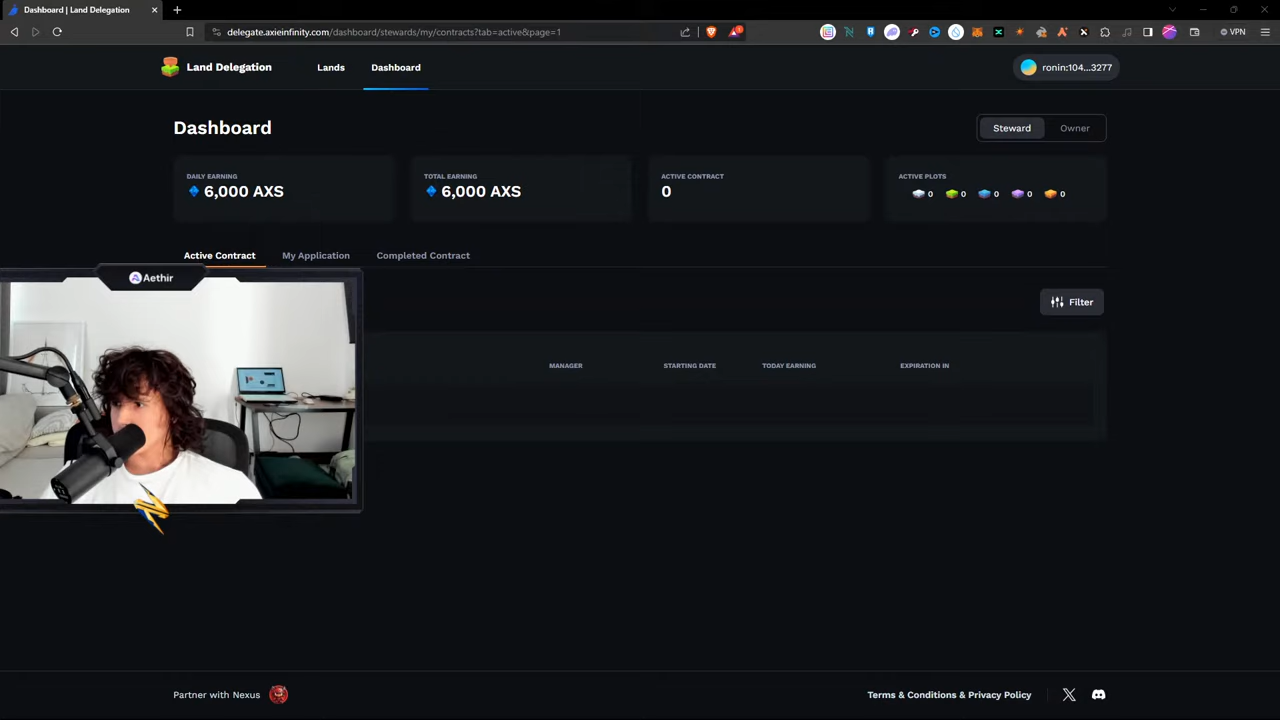 Dashboard | Land Delegation
delegate.axieinfinity.com/dashboard/stewards/my/contracts?tab=active&page=1
VPN
Land Delegation
Lands
Dashboard
ronin:104...3277
Dashboard
Steward
Owner
DAILY EARNING
6,000 AXS
TOTAL EARNING
6,000 AXS
ACTIVE CONTRACT
0
ACTIVE PLOTS
0 0 0 0 0
Active Contract
My Application
Completed Contract
Aethir
Filter
MANAGER
STARTING DATE
TODAY EARNING
EXPIRATION IN
Partner with Nexus
Terms & Conditions & Privacy Policy